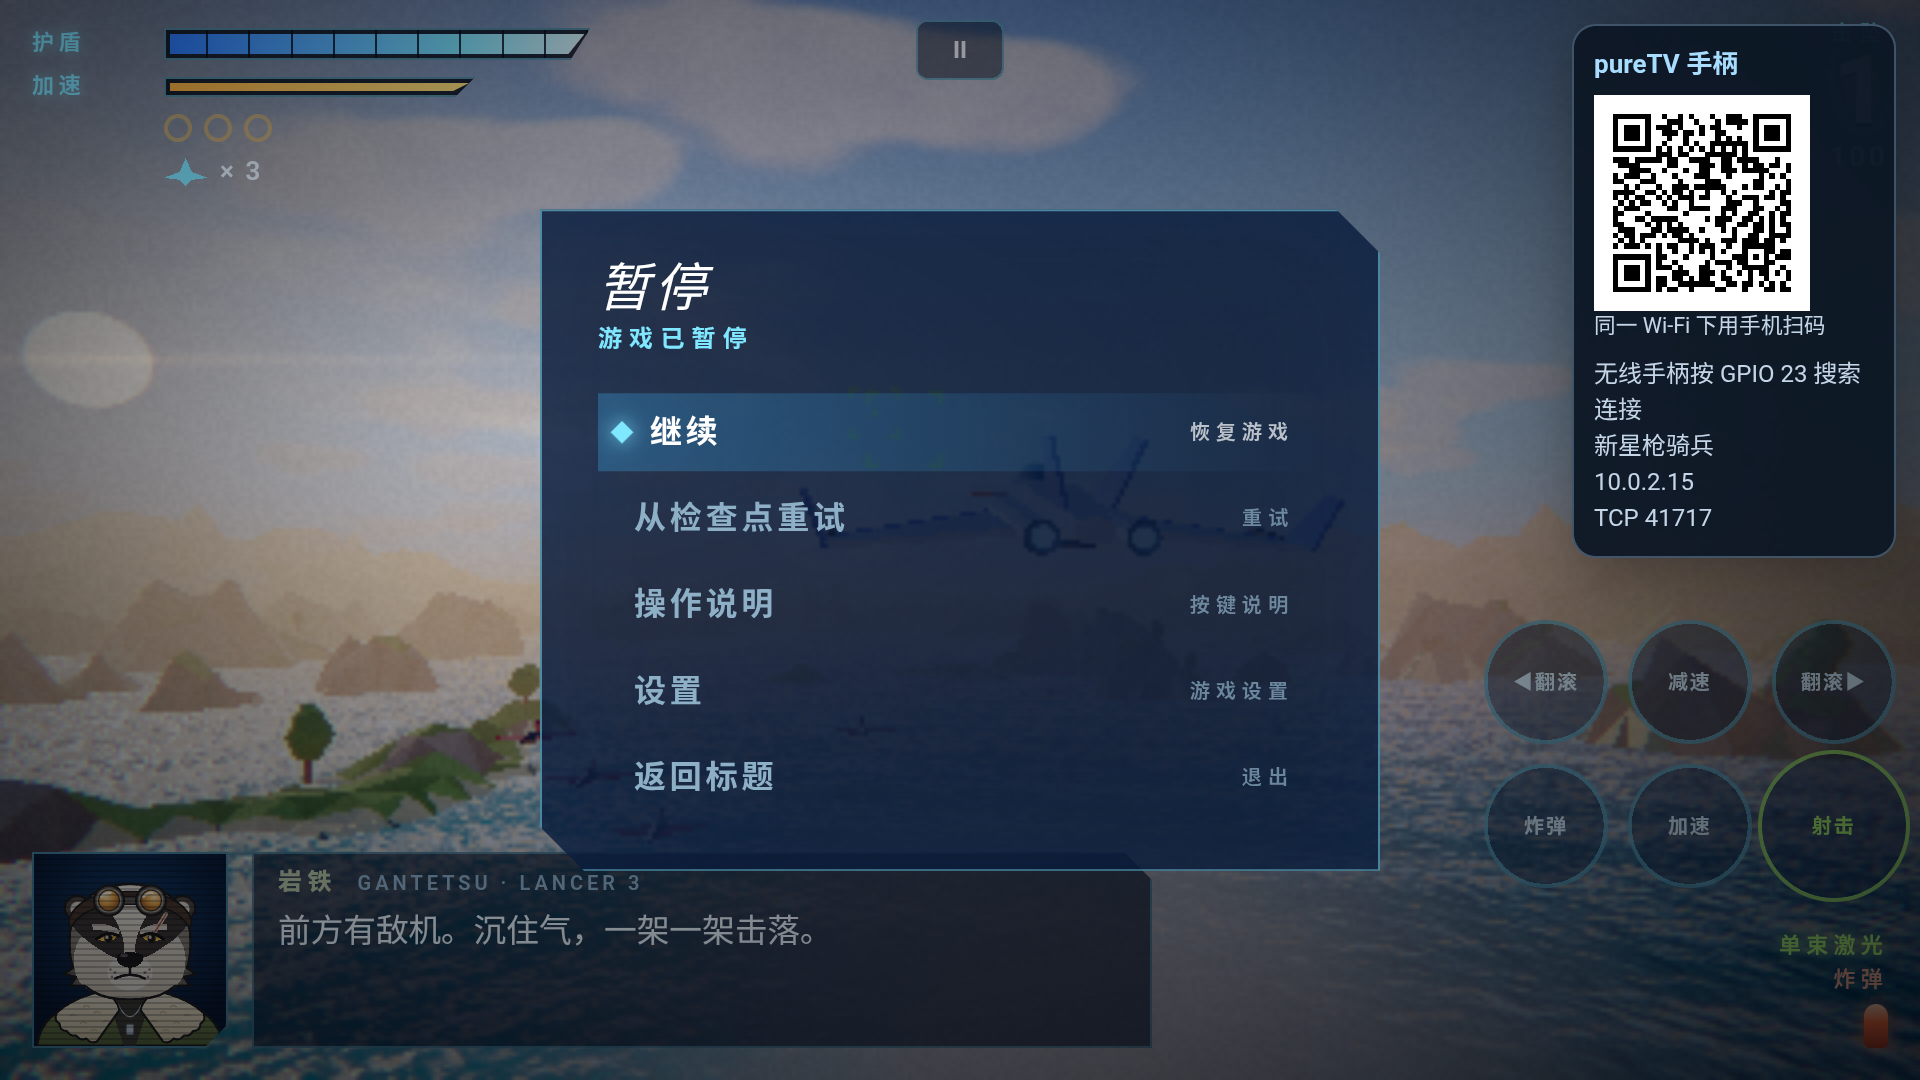 护盾
加速
× 3
暂停
游戏已暂停
继续 恢复游戏
从检查点重试 重试
操作说明 按键说明
设置 游戏设置
返回标题 退出
岩铁 GANTETSU · LANCER 3
前方有敌机。沉住气，一架一架击落。
pureTV 手柄
1
100
同一 Wi-Fi 下用手机扫码
无线手柄按 GPIO 23 搜索
连接
新星枪骑兵
10.0.2.15
TCP 41717
◀翻滚 减速 翻滚▶
炸弹 加速 射击
单束激光
炸弹